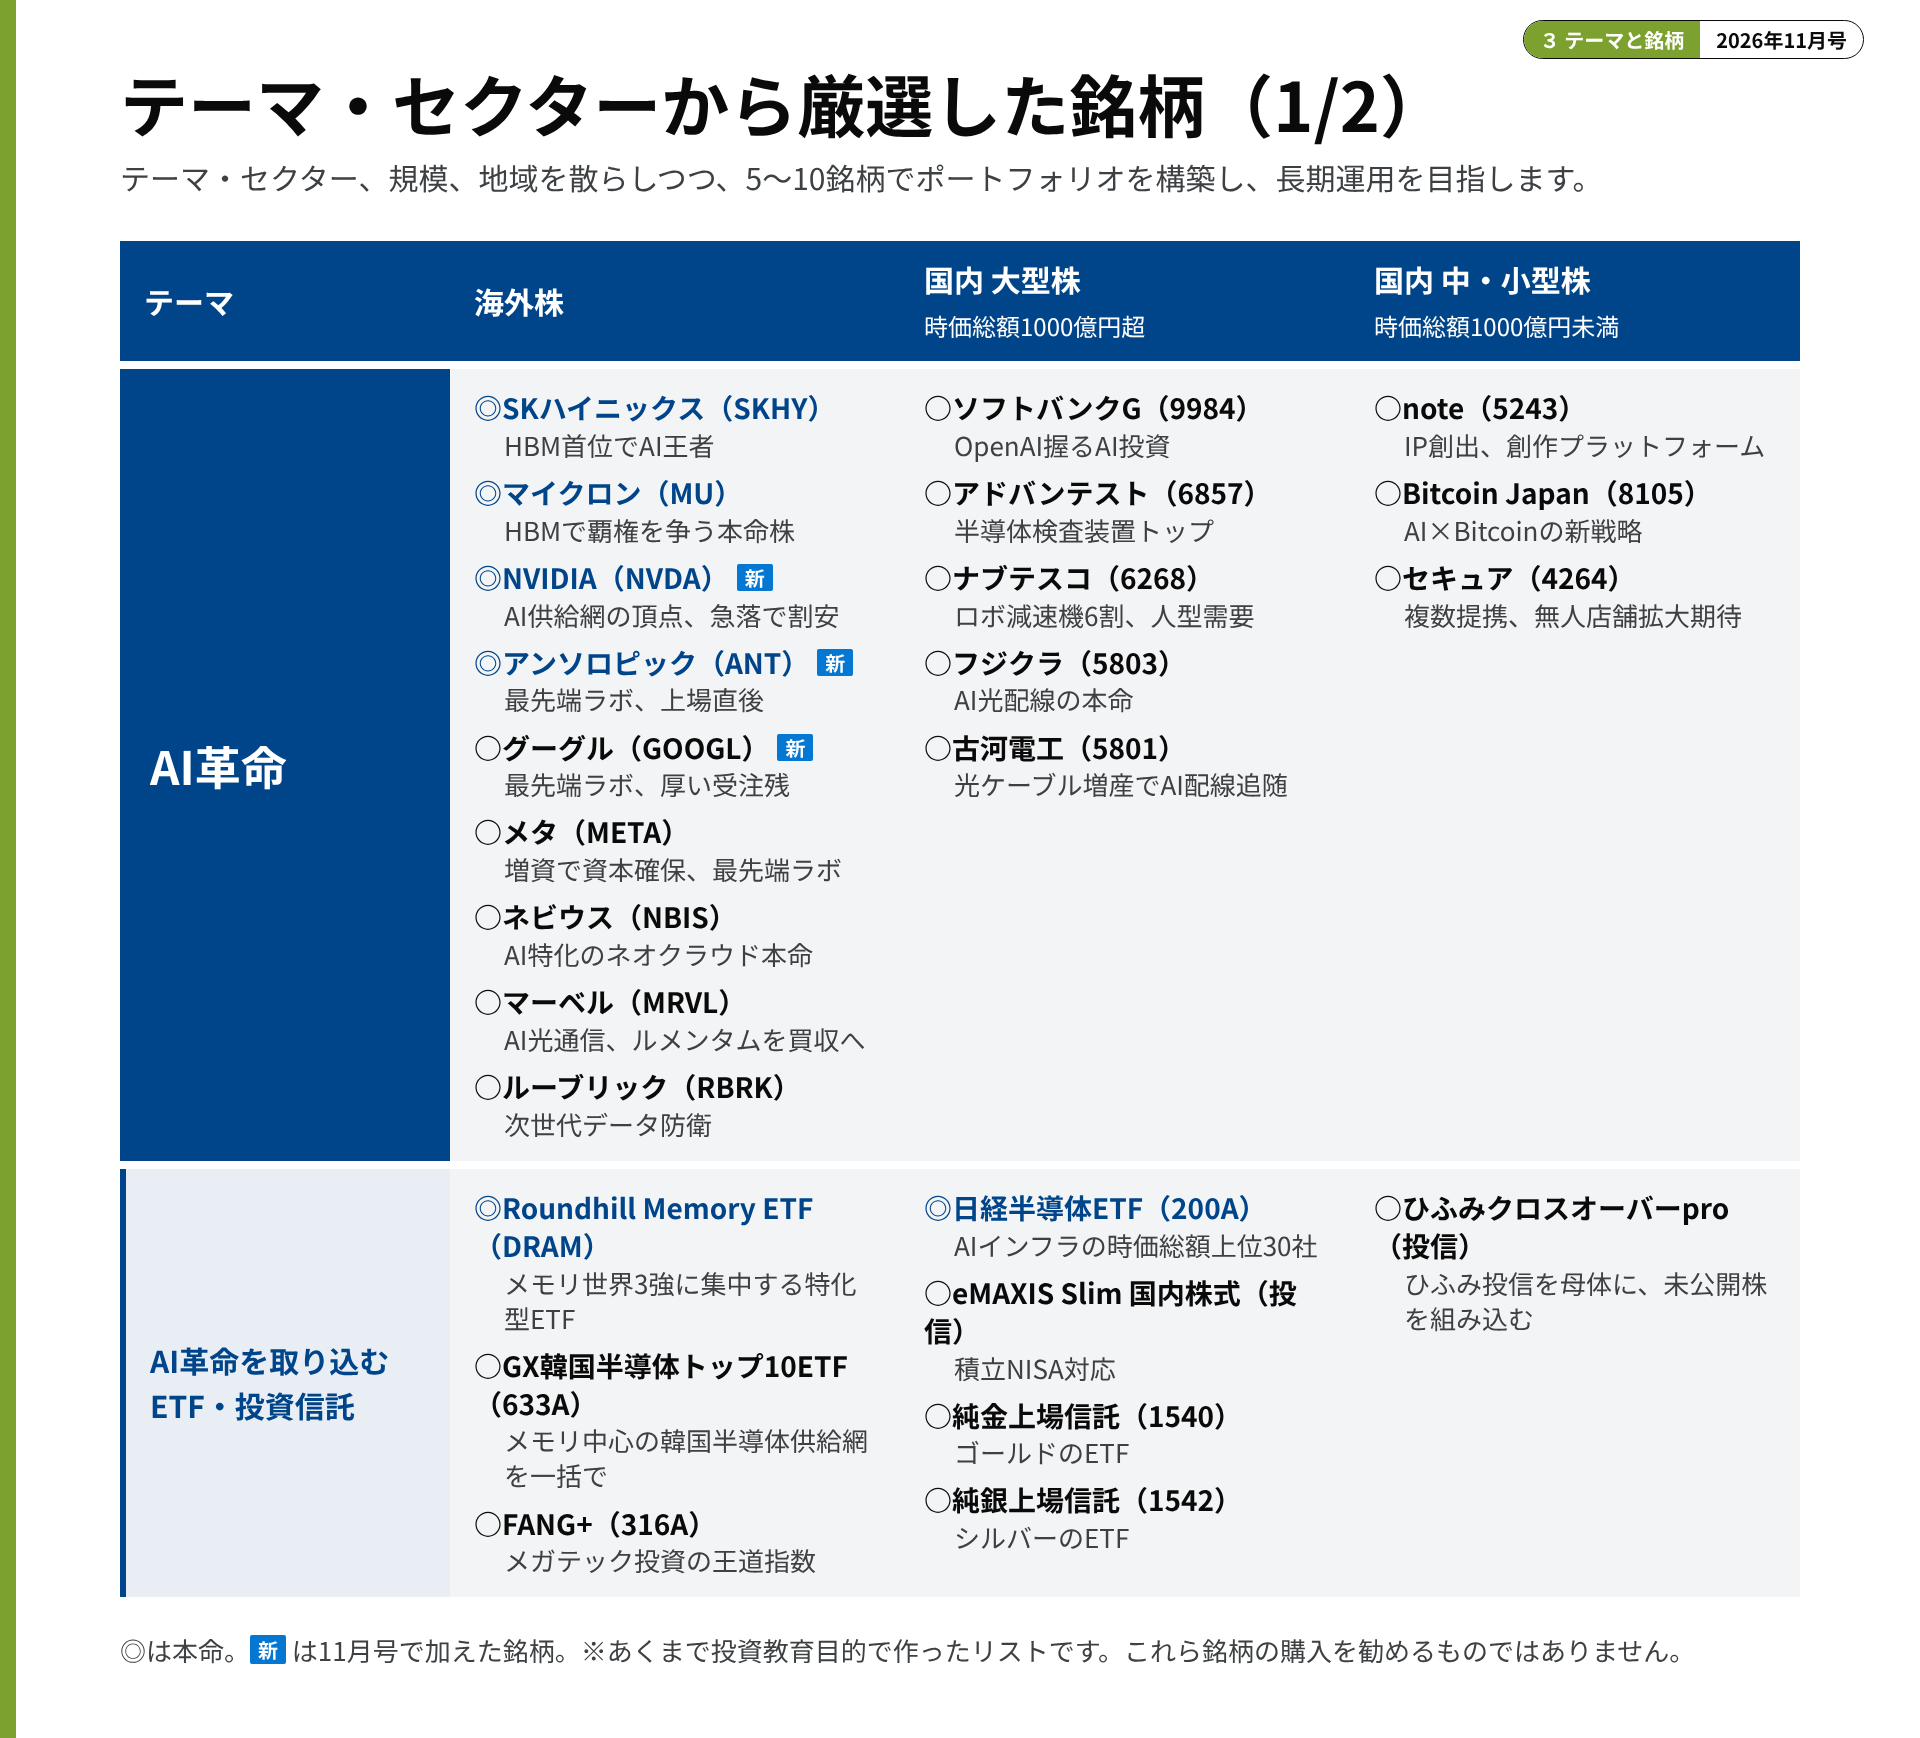 3 テーマと銘柄 2026年11月号
テーマ・セクターから厳選した銘柄（1/2）
テーマ・セクター、規模、地域を散らしつつ、5〜10銘柄でポートフォリオを構築し、長期運用を目指します。
テーマ
海外株
国内 大型株
時価総額1000億円超
国内 中・小型株
時価総額1000億円未満
AI革命
◎SKハイニックス（SKHY）
HBM首位でAI王者
◎マイクロン（MU）
HBMで覇権を争う本命株
◎NVIDIA（NVDA） 新
AI供給網の頂点、急落で割安
◎アンソロピック（ANT） 新
最先端ラボ、上場直後
○グーグル（GOOGL） 新
最先端ラボ、厚い受注残
○メタ（META）
増資で資本確保、最先端ラボ
○ネビウス（NBIS）
AI特化のネオクラウド本命
○マーベル（MRVL）
AI光通信、ルメンタムを買収へ
○ルーブリック（RBRK）
次世代データ防衛
○ソフトバンクG（9984）
OpenAI握るAI投資
○アドバンテスト（6857）
半導体検査装置トップ
○ナブテスコ（6268）
ロボ減速機6割、人型需要
○フジクラ（5803）
AI光配線の本命
○古河電工（5801）
光ケーブル増産でAI配線追随
○note（5243）
IP創出、創作プラットフォーム
○Bitcoin Japan（8105）
AI×Bitcoinの新戦略
○セキュア（4264）
複数提携、無人店舗拡大期待
AI革命を取り込む
ETF・投資信託
◎Roundhill Memory ETF
（DRAM）
メモリ世界3強に集中する特化
型ETF
○GX韓国半導体トップ10ETF
（633A）
メモリ中心の韓国半導体供給網
を一括で
○FANG+（316A）
メガテック投資の王道指数
◎日経半導体ETF（200A）
AIインフラの時価総額上位30社
○eMAXIS Slim 国内株式（投
信）
積立NISA対応
○純金上場信託（1540）
ゴールドのETF
○純銀上場信託（1542）
シルバーのETF
○ひふみクロスオーバーpro
（投信）
ひふみ投信を母体に、未公開株
を組み込む
◎は本命。新 は11月号で加えた銘柄。※あくまで投資教育目的で作ったリストです。これら銘柄の購入を勧めるものではありません。